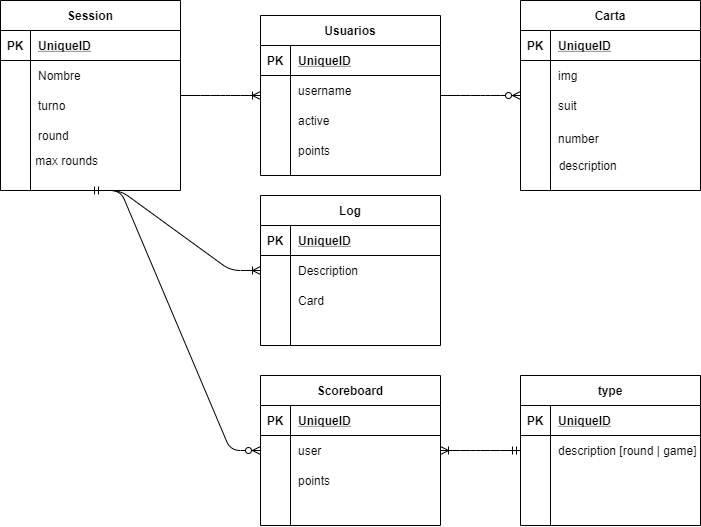 Session
PK UniqueID
Nombre
turno
round
max rounds
Usuarios
PK UniqueID
username
active
points
Carta
PK UniqueID
img
suit
number
description
Log
PK UniqueID
Description
Card
Scoreboard
PK UniqueID
user
points
type
PK UniqueID
description [round | game]